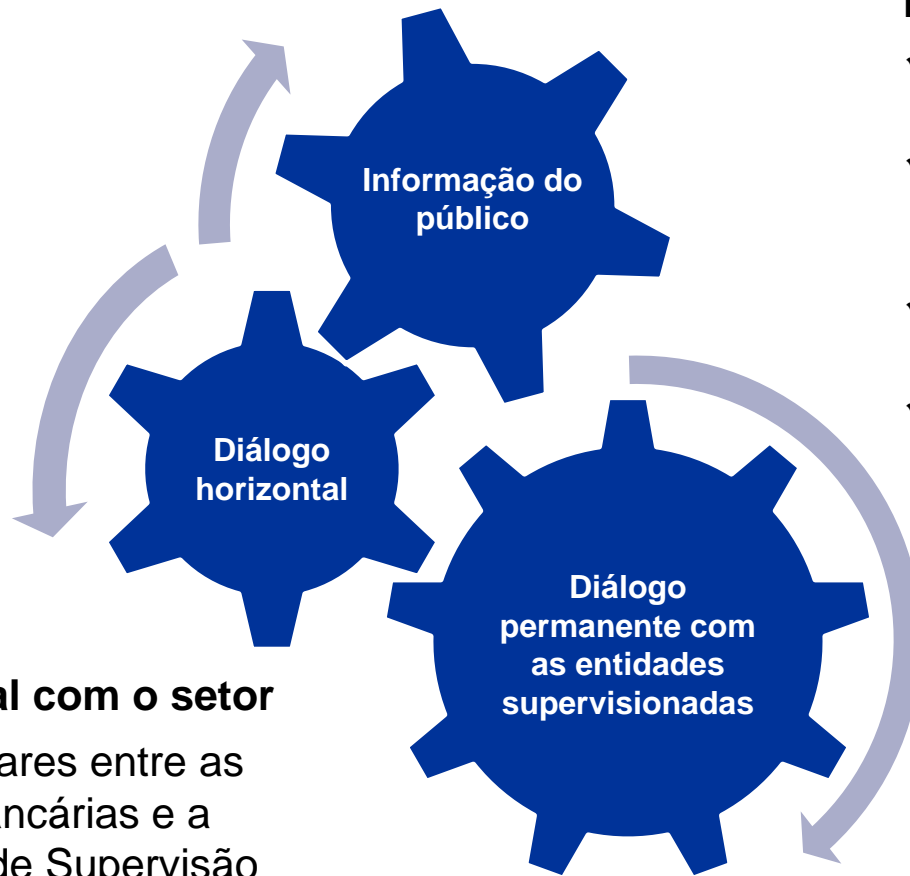 Informação do
público
Diálogo
horizontal
Diálogo
permanente com
as entidades
supervisionadas
al com o setor
ares entre as
ancárias e a
de Supervisão